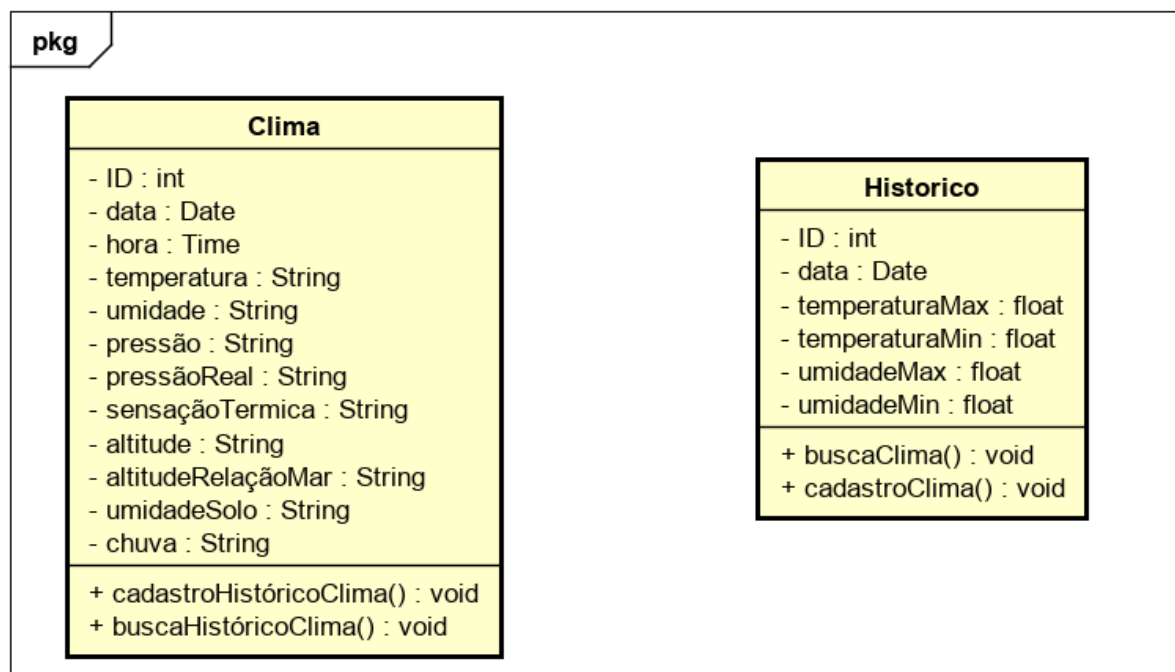 pkg
Clima
- ID : int
- data : Date
- hora : Time
- temperatura : String
- umidade : String
- pressão : String
- pressãoReal : String
- sensaçãoTermica : String
- altitude : String
- altitudeRelaçãoMar : String
- umidadeSolo : String
- chuva : String
+ cadastroHistóricoClima() : void
+ buscaHistóricoClima() : void
Historico
- ID : int
- data : Date
- temperaturaMax : float
- temperaturaMin : float
- umidadeMax : float
- umidadeMin : float
+ buscaClima() : void
+ cadastroClima() : void